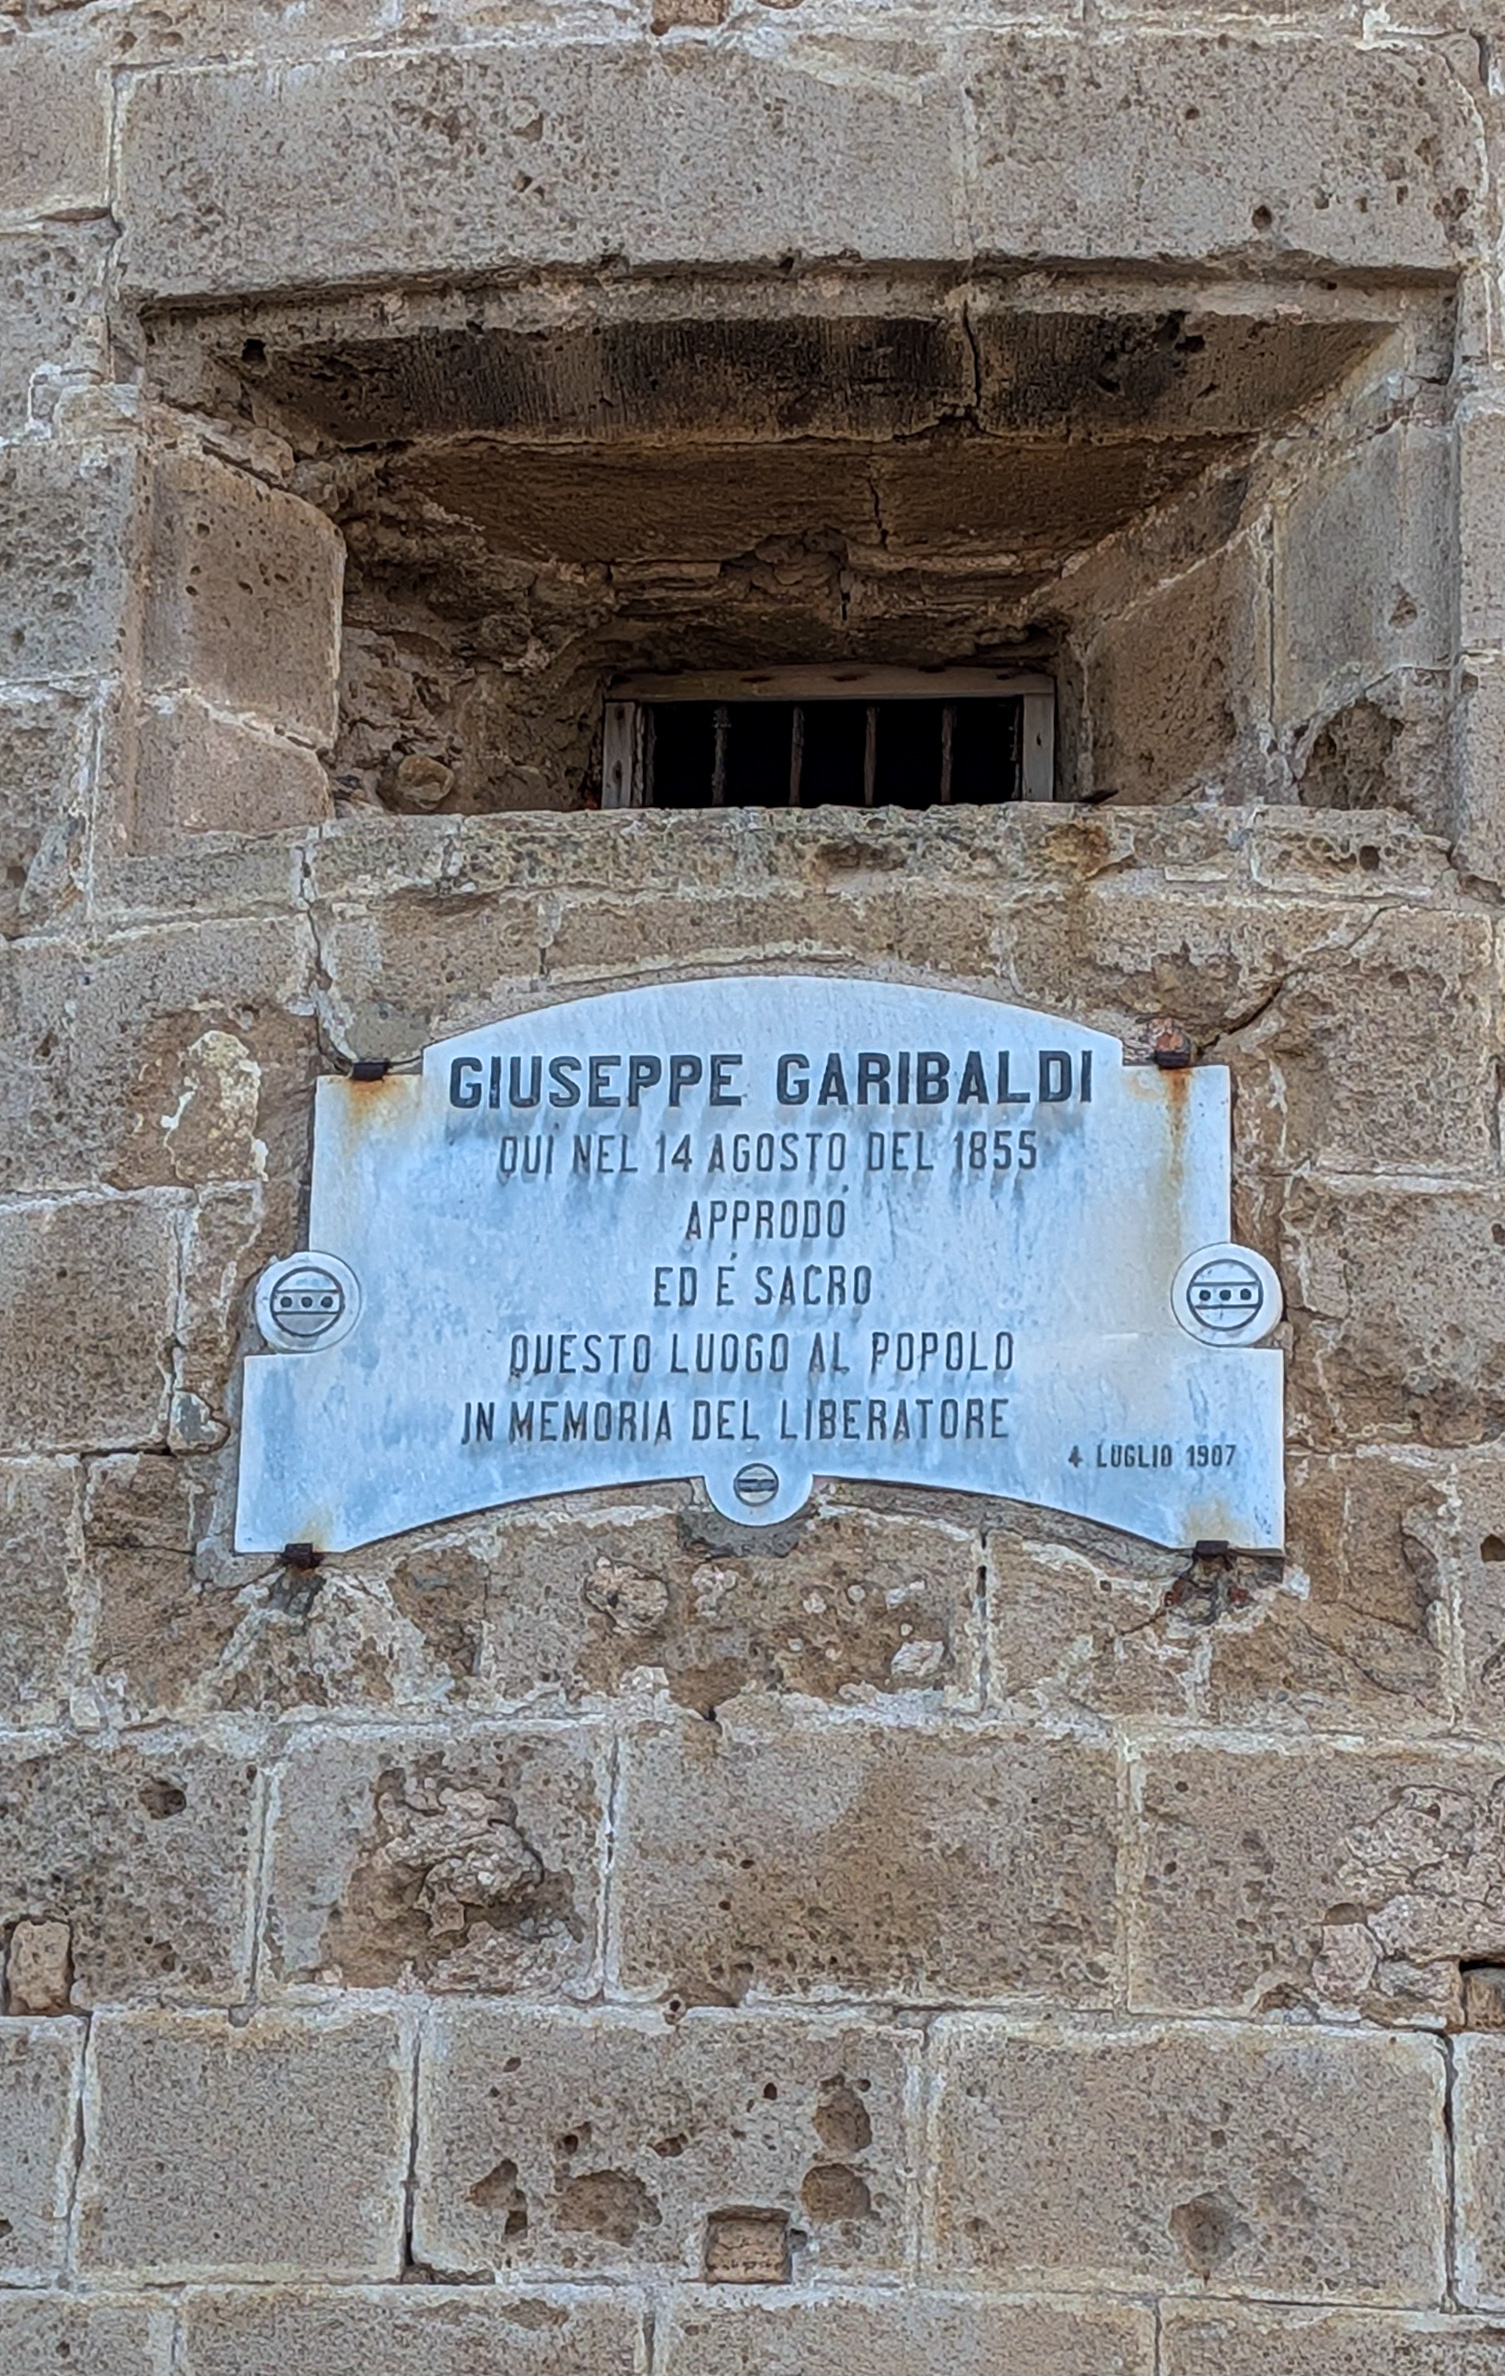 GIUSEPPE GARIBALDI
QUI NEL 14 AGOSTO DEL 1855
APPRODÓ
ED É SACRO
QUESTO LUOGO AL POPOLO
IN MEMORIA DEL LIBERATORE
4 LUGLIO 1907